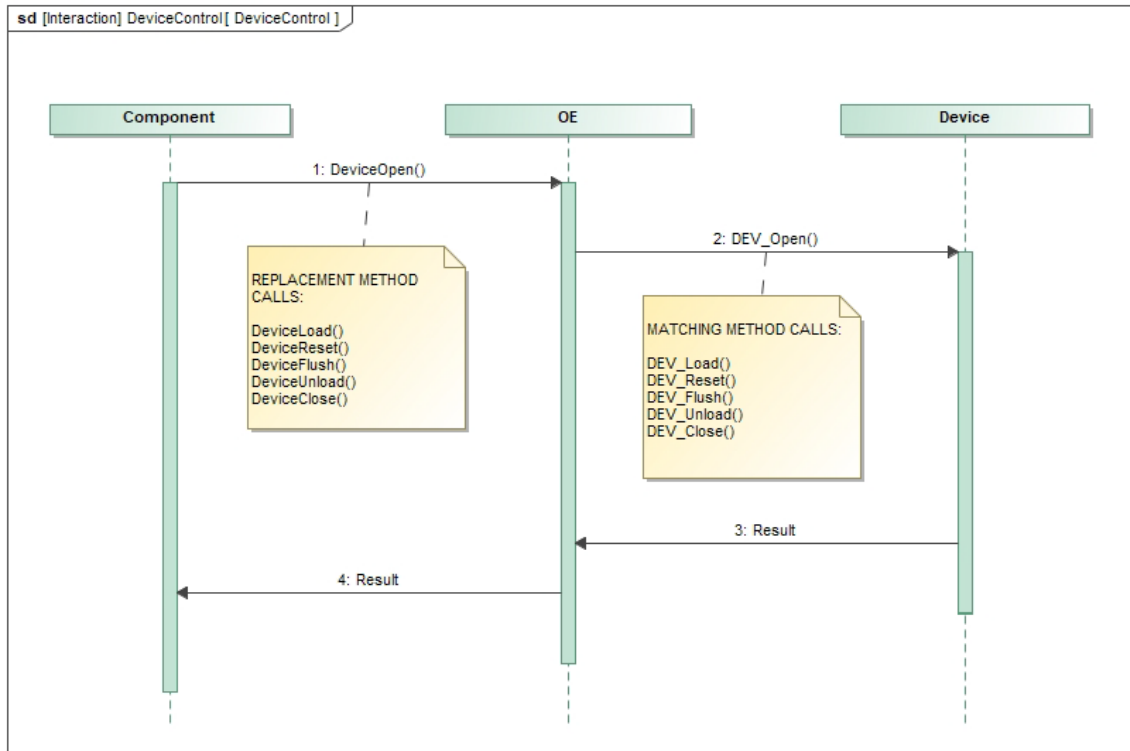 sd [Interaction] DeviceControl[ DeviceControl ]
Component
OE
Device
1: DeviceOpen()
2: DEV_Open()
REPLACEMENT METHOD
CALLS:
DeviceLoad()
DeviceReset()
DeviceFlush()
DeviceUnload()
DeviceClose()
MATCHING METHOD CALLS:
DEV_Load()
DEV_Reset()
DEV_Flush()
DEV_Unload()
DEV_Close()
3: Result
4: Result